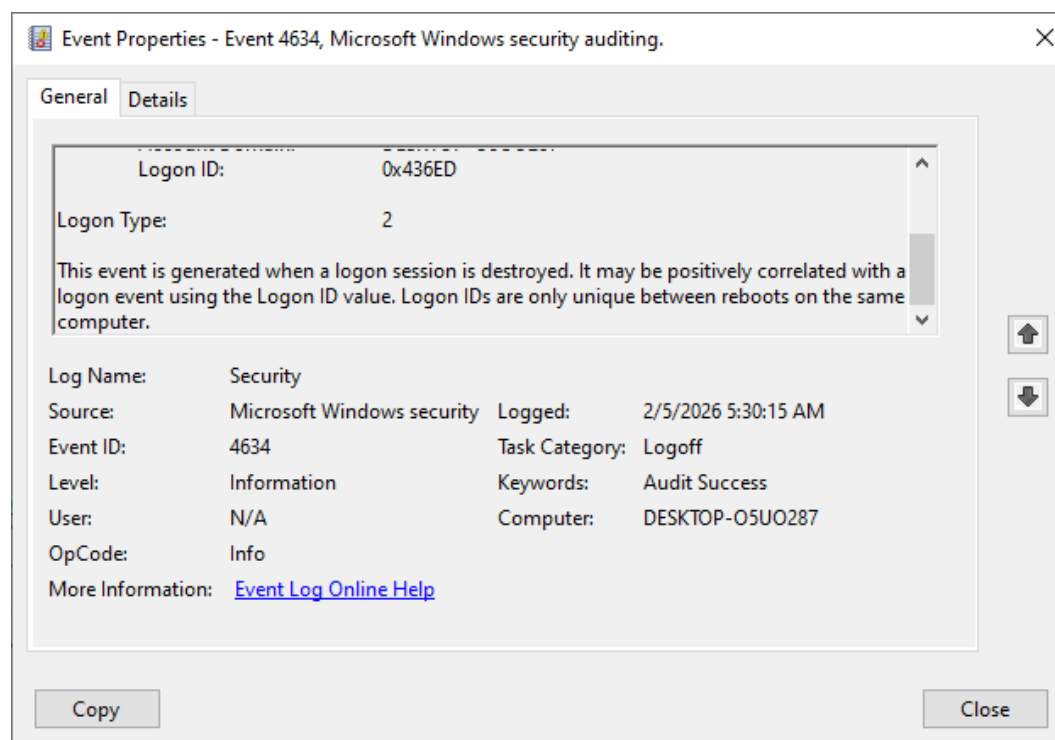 Event Properties - Event 4634, Microsoft Windows security auditing.
General Details
Logon ID: 0x436ED
Logon Type: 2
This event is generated when a logon session is destroyed. It may be positively correlated with a
logon event using the Logon ID value. Logon IDs are only unique between reboots on the same
computer.
Log Name: Security
Source: Microsoft Windows security Logged: 2/5/2026 5:30:15 AM
Event ID: 4634 Task Category: Logoff
Level: Information Keywords: Audit Success
User: N/A Computer: DESKTOP-O5UO287
OpCode: Info
More Information: Event Log Online Help
Copy Close